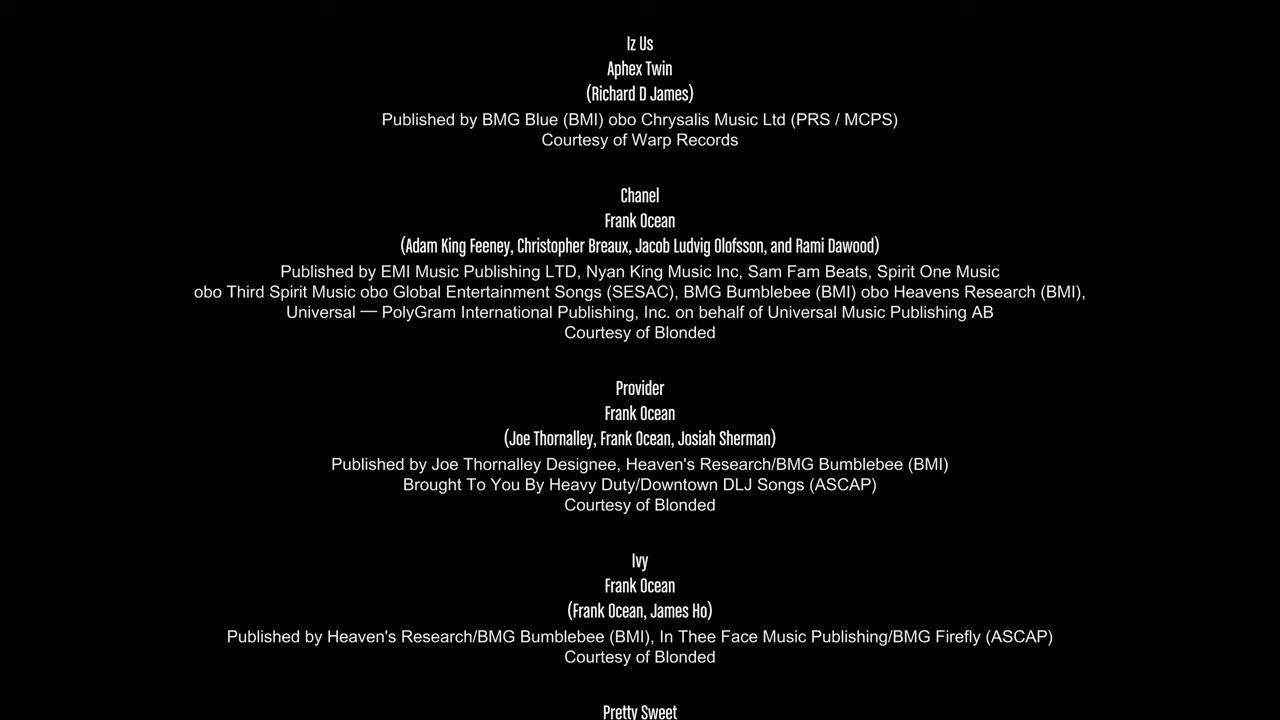 Iz Us
Aphex Twin
(Richard D James)
Published by BMG Blue (BMI) obo Chrysalis Music Ltd (PRS / MCPS)
Courtesy of Warp Records
Chanel
Frank Ocean
(Adam King Feeney, Christopher Breaux, Jacob Ludvig Olofsson, and Rami Dawood)
Published by EMI Music Publishing LTD, Nyan King Music Inc, Sam Fam Beats, Spirit One Music
obo Third Spirit Music obo Global Entertainment Songs (SESAC), BMG Bumblebee (BMI) obo Heavens Research (BMI),
Universal — PolyGram International Publishing, Inc. on behalf of Universal Music Publishing AB
Courtesy of Blonded
Provider
Frank Ocean
(Joe Thornalley, Frank Ocean, Josiah Sherman)
Published by Joe Thornalley Designee, Heaven's Research/BMG Bumblebee (BMI)
Brought To You By Heavy Duty/Downtown DLJ Songs (ASCAP)
Courtesy of Blonded
Ivy
Frank Ocean
(Frank Ocean, James Ho)
Published by Heaven's Research/BMG Bumblebee (BMI), In Thee Face Music Publishing/BMG Firefly (ASCAP)
Courtesy of Blonded
Pretty Sweet